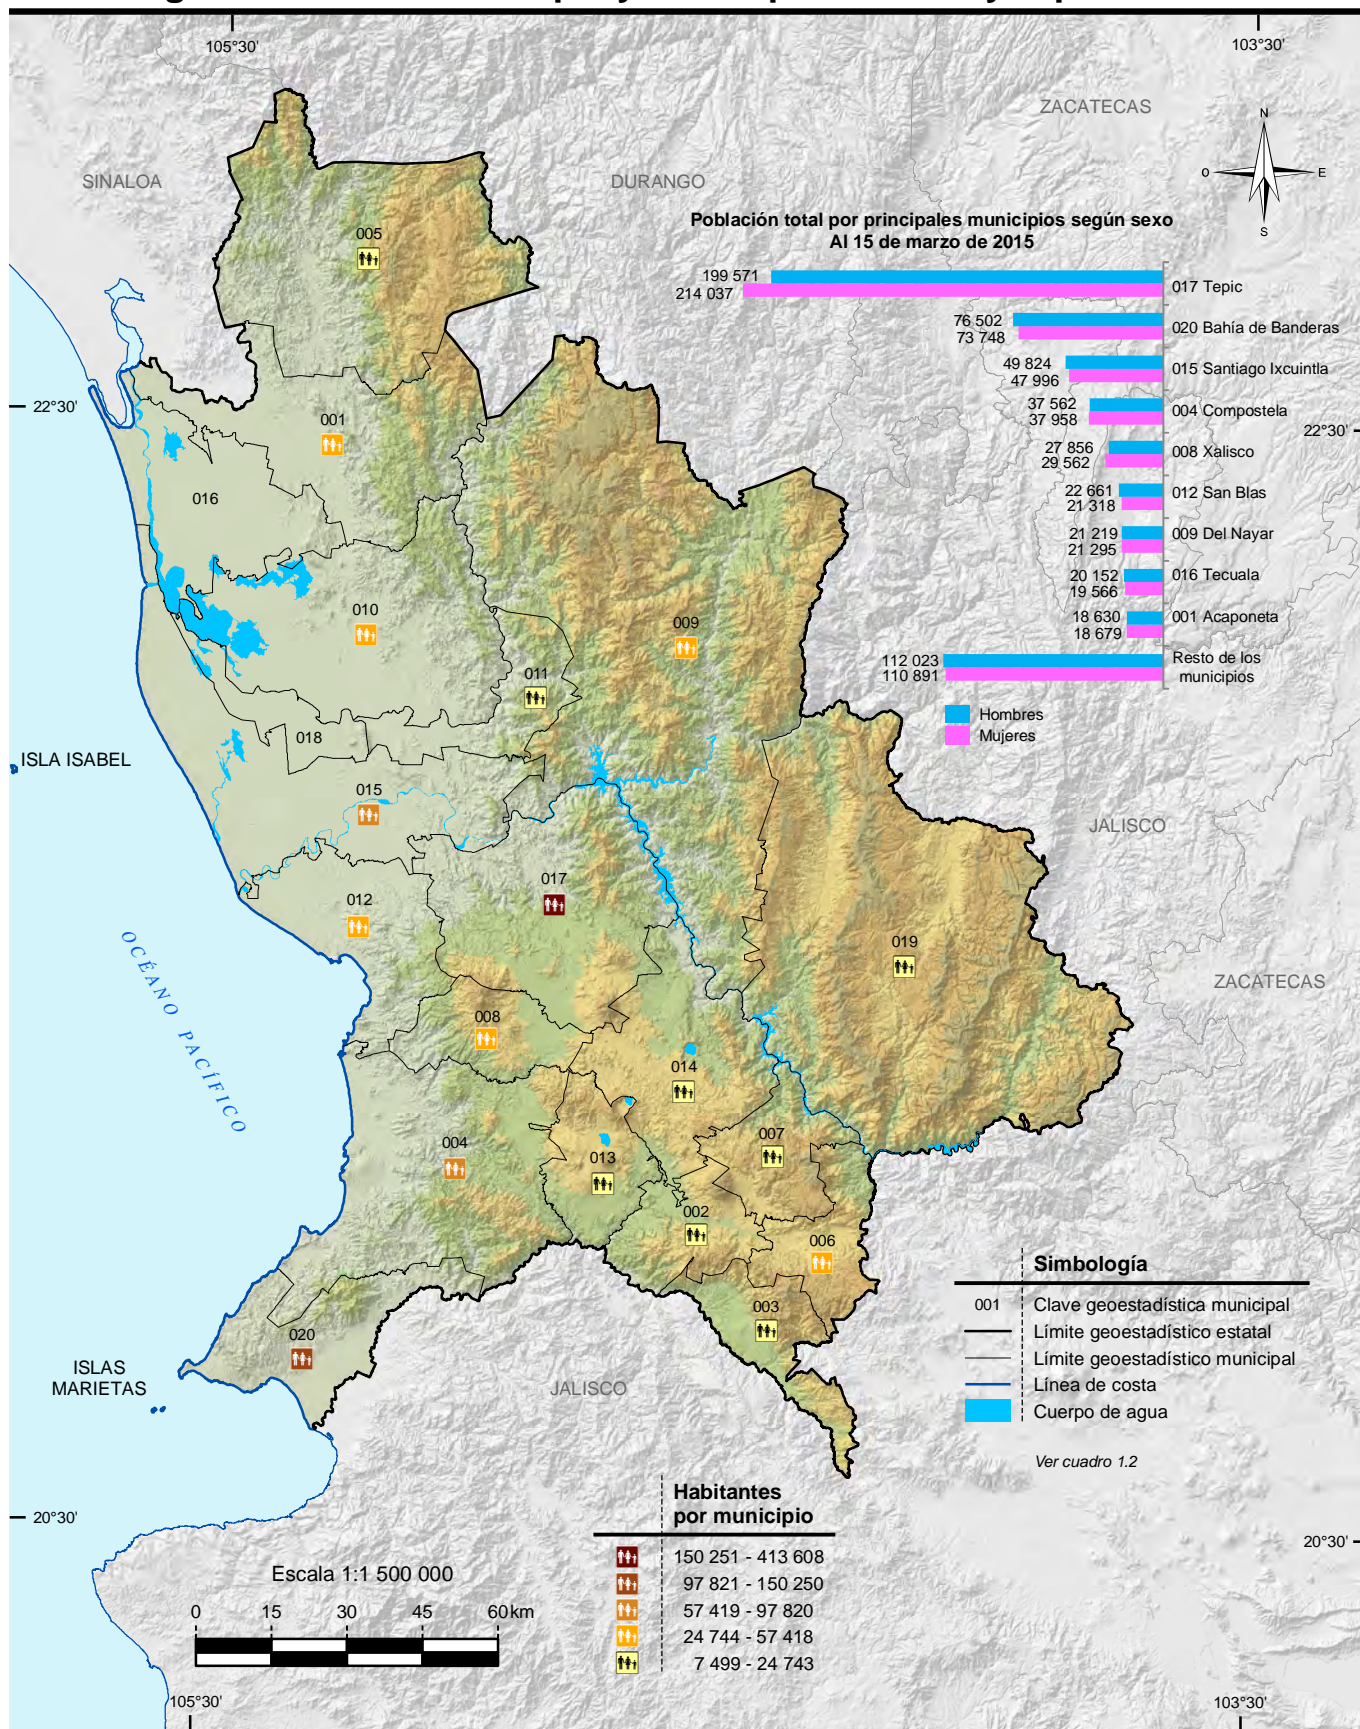 105°30'
103°30'
ZACATECAS
N
O
E
S
SINALOA
DURANGO
Población total por principales municipios según sexo
Al 15 de marzo de 2015
199 571
214 037
017 Tepic
76 502
73 748
020 Bahía de Banderas
49 824
47 996
015 Santiago Ixcuintla
37 562
37 958
004 Compostela
27 856
29 562
008 Xalisco
22 661
21 318
012 San Blas
21 219
21 295
009 Del Nayar
20 152
19 566
016 Tecuala
18 630
18 679
001 Acaponeta
112 023
110 891
Resto de los
municipios
Hombres
Mujeres
005
22°30'
22°30'
001
016
010
009
011
018
ISLA ISABEL
015
JALISCO
017
012
019
OCÉANO PACÍFICO
ZACATECAS
008
014
004
007
013
002
006
003
020
ISLAS
MARIETAS
JALISCO
Simbología
001 Clave geoestadística municipal
Límite geoestadístico estatal
Límite geoestadístico municipal
Línea de costa
Cuerpo de agua
Ver cuadro 1.2
Habitantes
por municipio
150 251 - 413 608
97 821 - 150 250
57 419 - 97 820
24 744 - 57 418
7 499 - 24 743
20°30'
20°30'
Escala 1:1 500 000
0 15 30 45 60 km
105°30'
103°30'